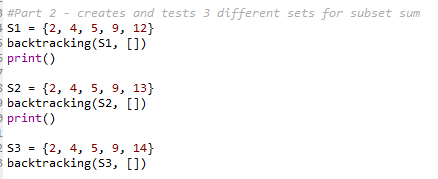 #Part 2 - creates and tests 3 different sets for subset sum
S1 = {2, 4, 5, 9, 12}
backtracking(S1, [])
print()
S2 = {2, 4, 5, 9, 13}
backtracking(S2, [])
print()
S3 = {2, 4, 5, 9, 14}
backtracking(S3, [])